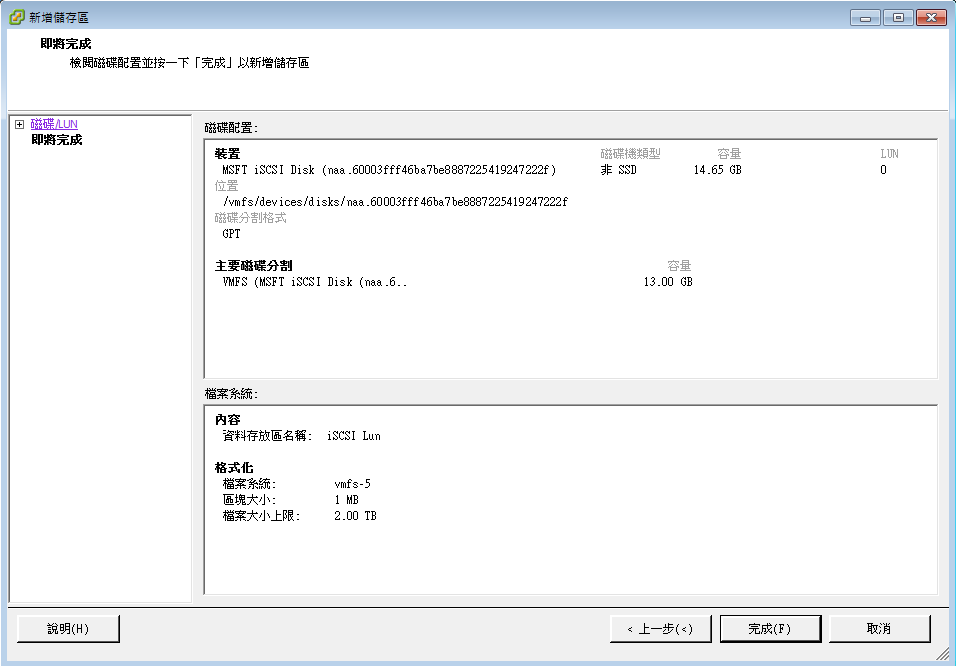 新增儲存區
即將完成
檢閱磁碟配置並按一下「完成」以新增儲存區
磁碟/LUN
即將完成
磁碟配置:
裝置 磁碟機類型 容量 LUN
MSFT iSCSI Disk (naa.60003fff46ba7be8887225419247222f) 非 SSD 14.65 GB 0
位置
/vmfs/devices/disks/naa.60003fff46ba7be8887225419247222f
磁碟分割格式
GPT
主要磁碟分割 容量
VMFS (MSFT iSCSI Disk (naa.6.. 13.00 GB
檔案系統:
內容
資料存放區名稱: iSCSI Lun
格式化
檔案系統: vmfs-5
區塊大小: 1 MB
檔案大小上限: 2.00 TB
說明(H) < 上一步(<) 完成(F) 取消